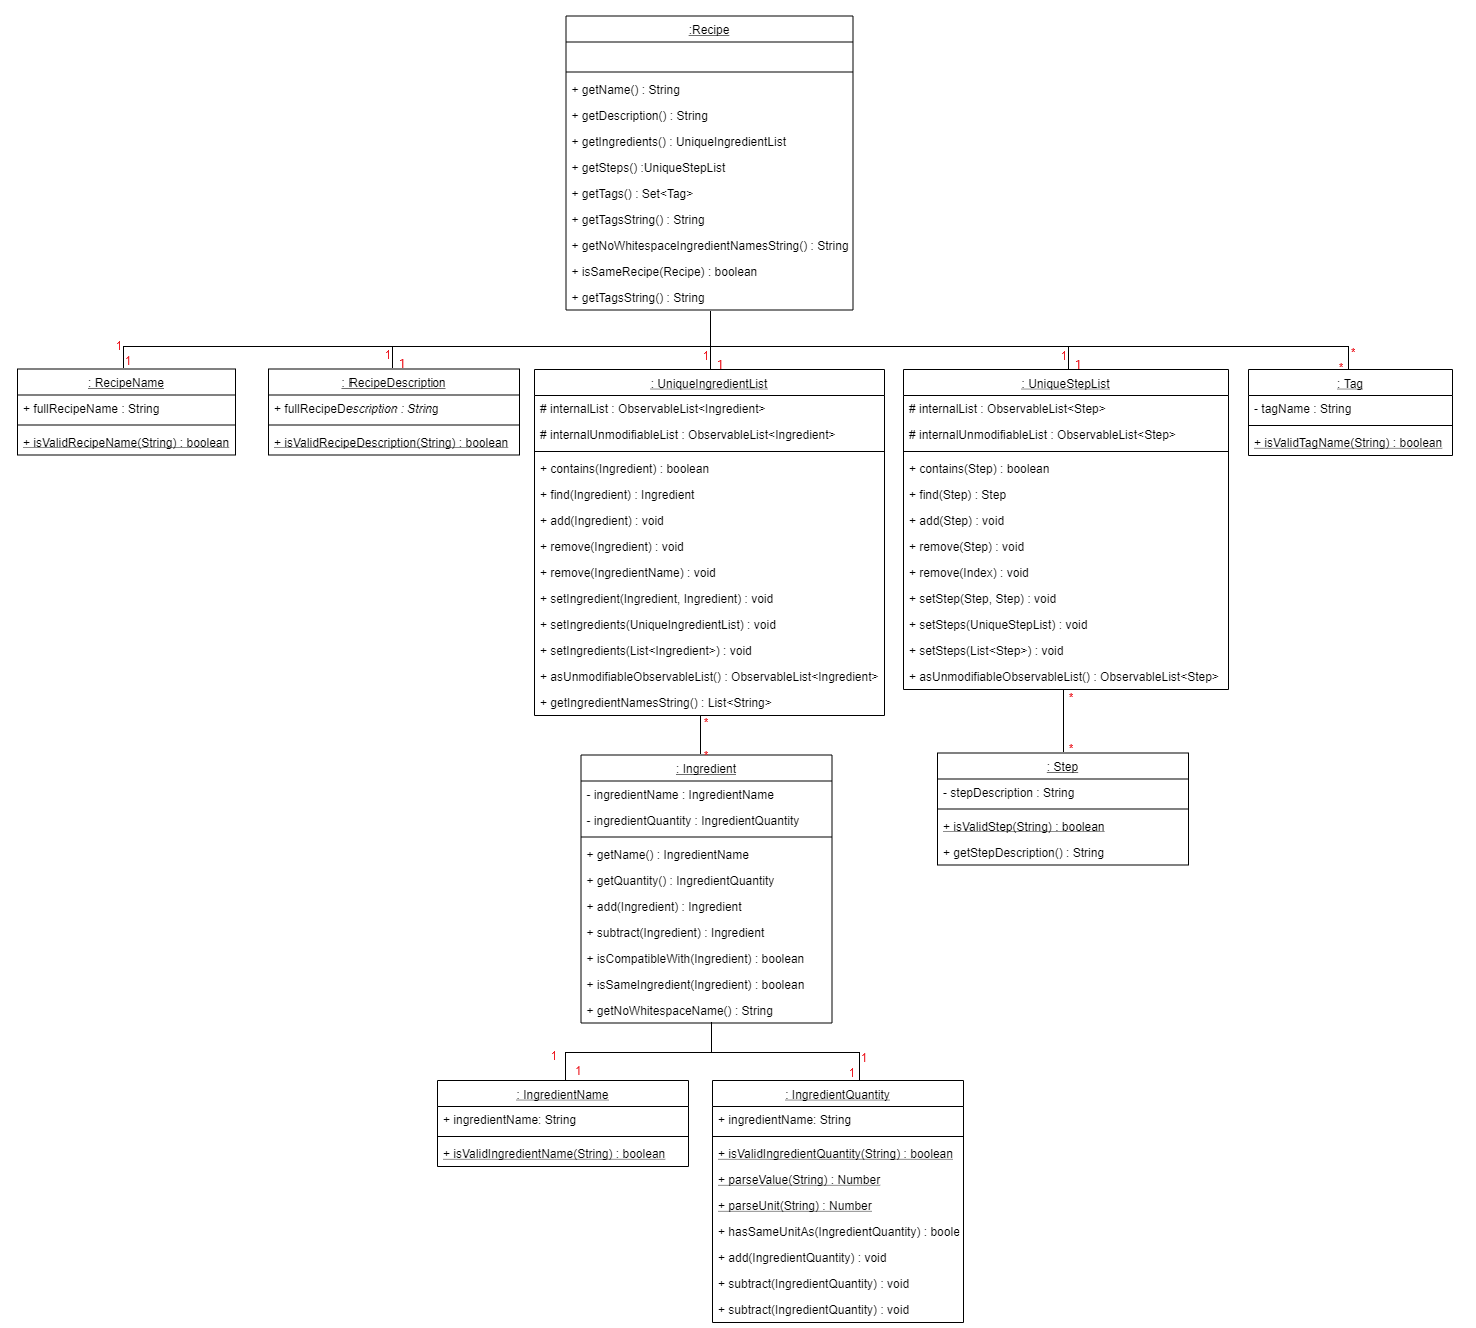 :Recipe
+ getName() : String
+ getDescription() : String
+ getIngredients() : UniqueIngredientList
+ getSteps() :UniqueStepList
+ getTags() : Set<Tag>
+ getTagsString() : String
+ getNoWhitespaceIngredientNamesString() : String
+ isSameRecipe(Recipe) : boolean
+ getTagsString() : String
1
1
1
1
1
1
1
1
*
*
: RecipeName
+ fullRecipeName : String
+ isValidRecipeName(String) : boolean
: RecipeDescription
+ fullRecipeDescription : String
+ isValidRecipeDescription(String) : boolean
: UniqueIngredientList
# internalList : ObservableList<Ingredient>
# internalUnmodifiableList : ObservableList<Ingredient>
+ contains(Ingredient) : boolean
+ find(Ingredient) : Ingredient
+ add(Ingredient) : void
+ remove(Ingredient) : void
+ remove(IngredientName) : void
+ setIngredient(Ingredient, Ingredient) : void
+ setIngredients(UniqueIngredientList) : void
+ setIngredients(List<Ingredient>) : void
+ asUnmodifiableObservableList() : ObservableList<Ingredient>
+ getIngredientNamesString() : List<String>
: UniqueStepList
# internalList : ObservableList<Step>
# internalUnmodifiableList : ObservableList<Step>
+ contains(Step) : boolean
+ find(Step) : Step
+ add(Step) : void
+ remove(Step) : void
+ remove(Index) : void
+ setStep(Step, Step) : void
+ setSteps(UniqueStepList) : void
+ setSteps(List<Step>) : void
+ asUnmodifiableObservableList() : ObservableList<Step>
: Tag
- tagName : String
+ isValidTagName(String) : boolean
*
*
*
*
: Ingredient
- ingredientName : IngredientName
- ingredientQuantity : IngredientQuantity
+ getName() : IngredientName
+ getQuantity() : IngredientQuantity
+ add(Ingredient) : Ingredient
+ subtract(Ingredient) : Ingredient
+ isCompatibleWith(Ingredient) : boolean
+ isSameIngredient(Ingredient) : boolean
+ getNoWhitespaceName() : String
: Step
- stepDescription : String
+ isValidStep(String) : boolean
+ getStepDescription() : String
1
1
1
1
: IngredientName
+ ingredientName: String
+ isValidIngredientName(String) : boolean
: IngredientQuantity
+ ingredientName: String
+ isValidIngredientQuantity(String) : boolean
+ parseValue(String) : Number
+ parseUnit(String) : Number
+ hasSameUnitAs(IngredientQuantity) : boole
+ add(IngredientQuantity) : void
+ subtract(IngredientQuantity) : void
+ subtract(IngredientQuantity) : void